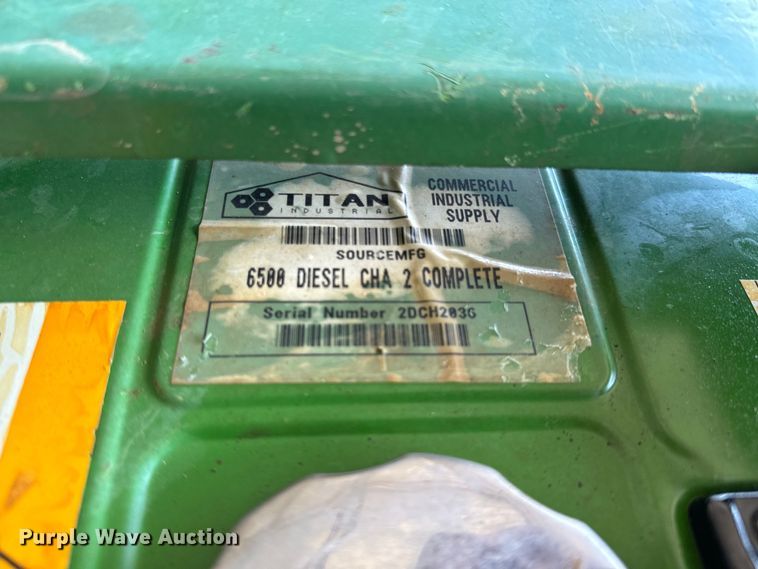 TITAN
INDUSTRIAL
COMMERCIAL
INDUSTRIAL
SUPPLY
SOURCEMFG
6500 DIESEL CHA 2 COMPLETE
Serial Number 2DCH203G
Purple Wave Auction®